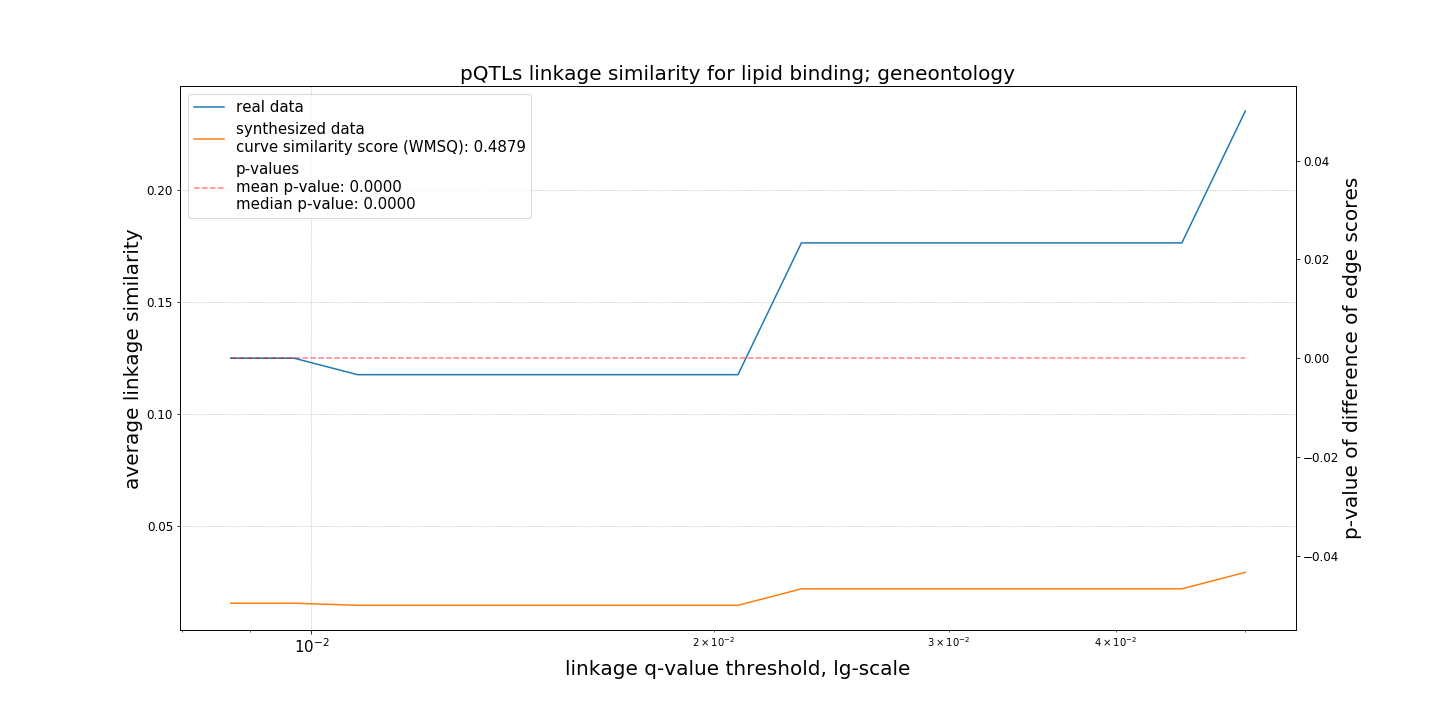 pQTLs linkage similarity for lipid binding; geneontology
real data
synthesized data
curve similarity score (WMSQ): 0.4879
p-values
mean p-value: 0.0000
median p-value: 0.0000
average linkage similarity
0.20
0.15
0.10
0.05
0.04
0.02
0.00
−0.02
−0.04
p-value of difference of edge scores
10⁻²
2 × 10⁻²
3 × 10⁻²
4 × 10⁻²
linkage q-value threshold, lg-scale